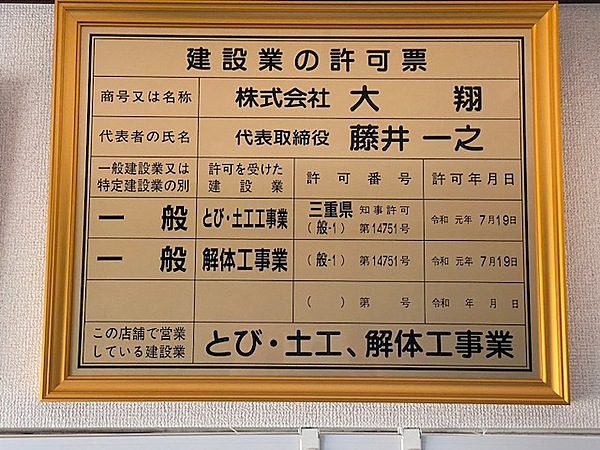 建設業の許可票
商号又は名称 株式会社 大 翔
代表者の氏名 代表取締役 藤井 一之
一般建設業又は
特定建設業の別
許可を受けた
建設業
許可番号 許可年月日
一般 とび・土工工事業 三重県 知事許可 (般-1) 第14751号 令和 元年 7月19日
一般 解体工事業 (般-1) 第14751号 令和 元年 7月19日
( ) 第 号 令和 年 月 日
この店舗で営業
している建設業
とび・土工、解体工事業